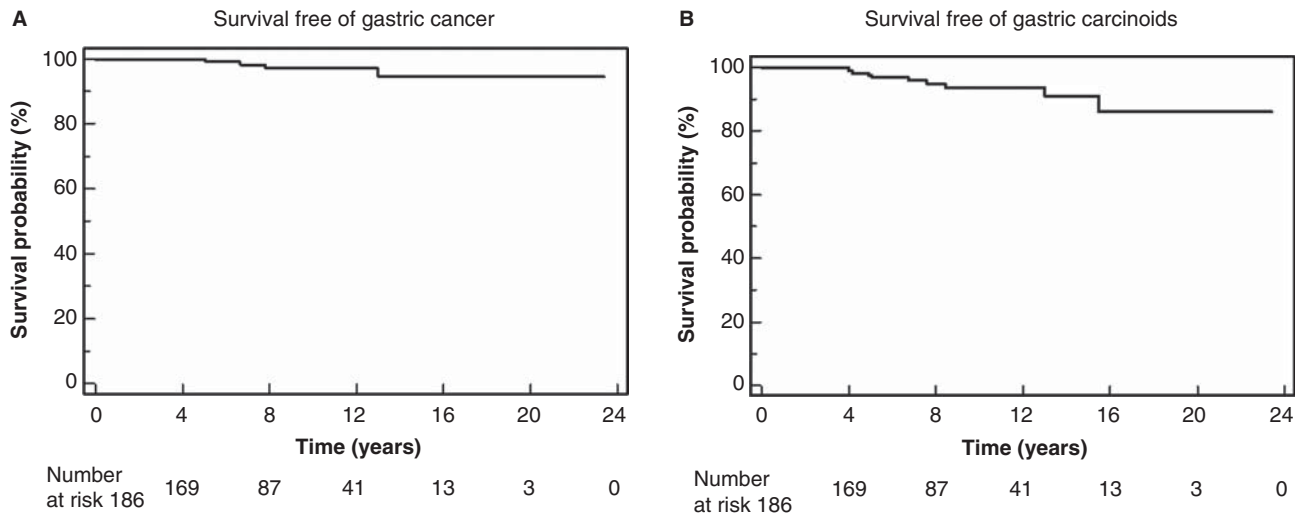 A Survival free of gastric cancer
Survival probability (%)
100
80
60
40
20
0
0 4 8 12 16 20 24
Time (years)
Number
at risk 186 169 87 41 13 3 0
B Survival free of gastric carcinoids
Survival probability (%)
100
80
60
40
20
0
0 4 8 12 16 20 24
Time (years)
Number
at risk 186 169 87 41 13 3 0